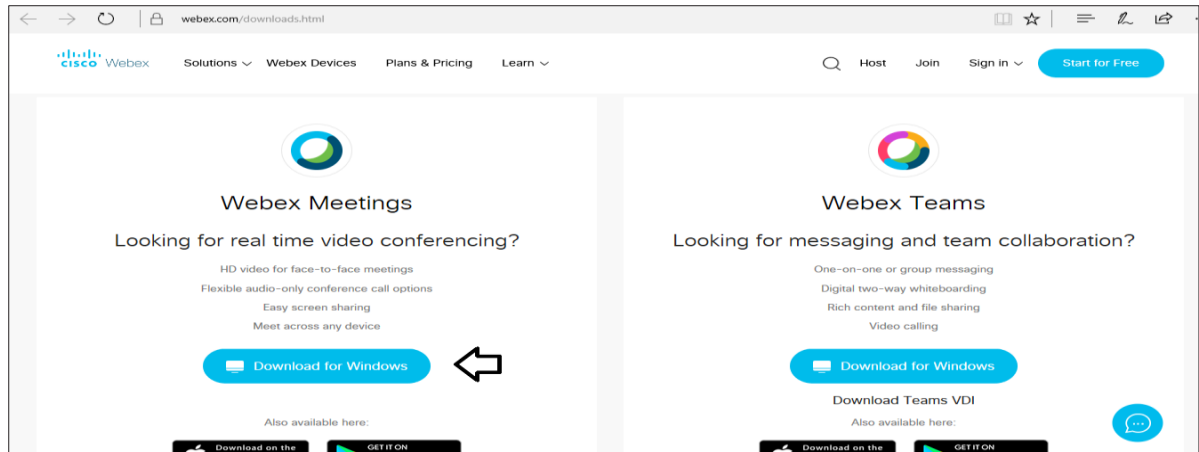 webex.com/downloads.html
cisco Webex Solutions Webex Devices Plans & Pricing Learn Host Join Sign in Start for Free
Webex Meetings
Looking for real time video conferencing?
HD video for face-to-face meetings
Flexible audio-only conference call options
Easy screen sharing
Meet across any device
Download for Windows
Also available here:
Download on the
GET IT ON
Webex Teams
Looking for messaging and team collaboration?
One-on-one or group messaging
Digital two-way whiteboarding
Rich content and file sharing
Video calling
Download for Windows
Download Teams VDI
Also available here:
Download on the
GET IT ON